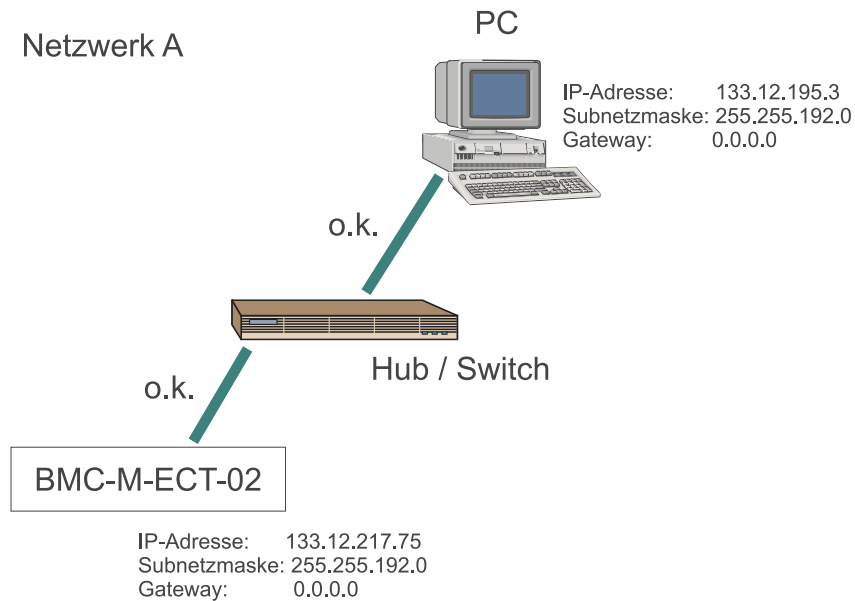 Netzwerk A
PC
IP-Adresse: 133.12.195.3
Subnetzmaske: 255.255.192.0
Gateway: 0.0.0.0
o.k.
Hub / Switch
o.k.
BMC-M-ECT-02
IP-Adresse: 133.12.217.75
Subnetzmaske: 255.255.192.0
Gateway: 0.0.0.0